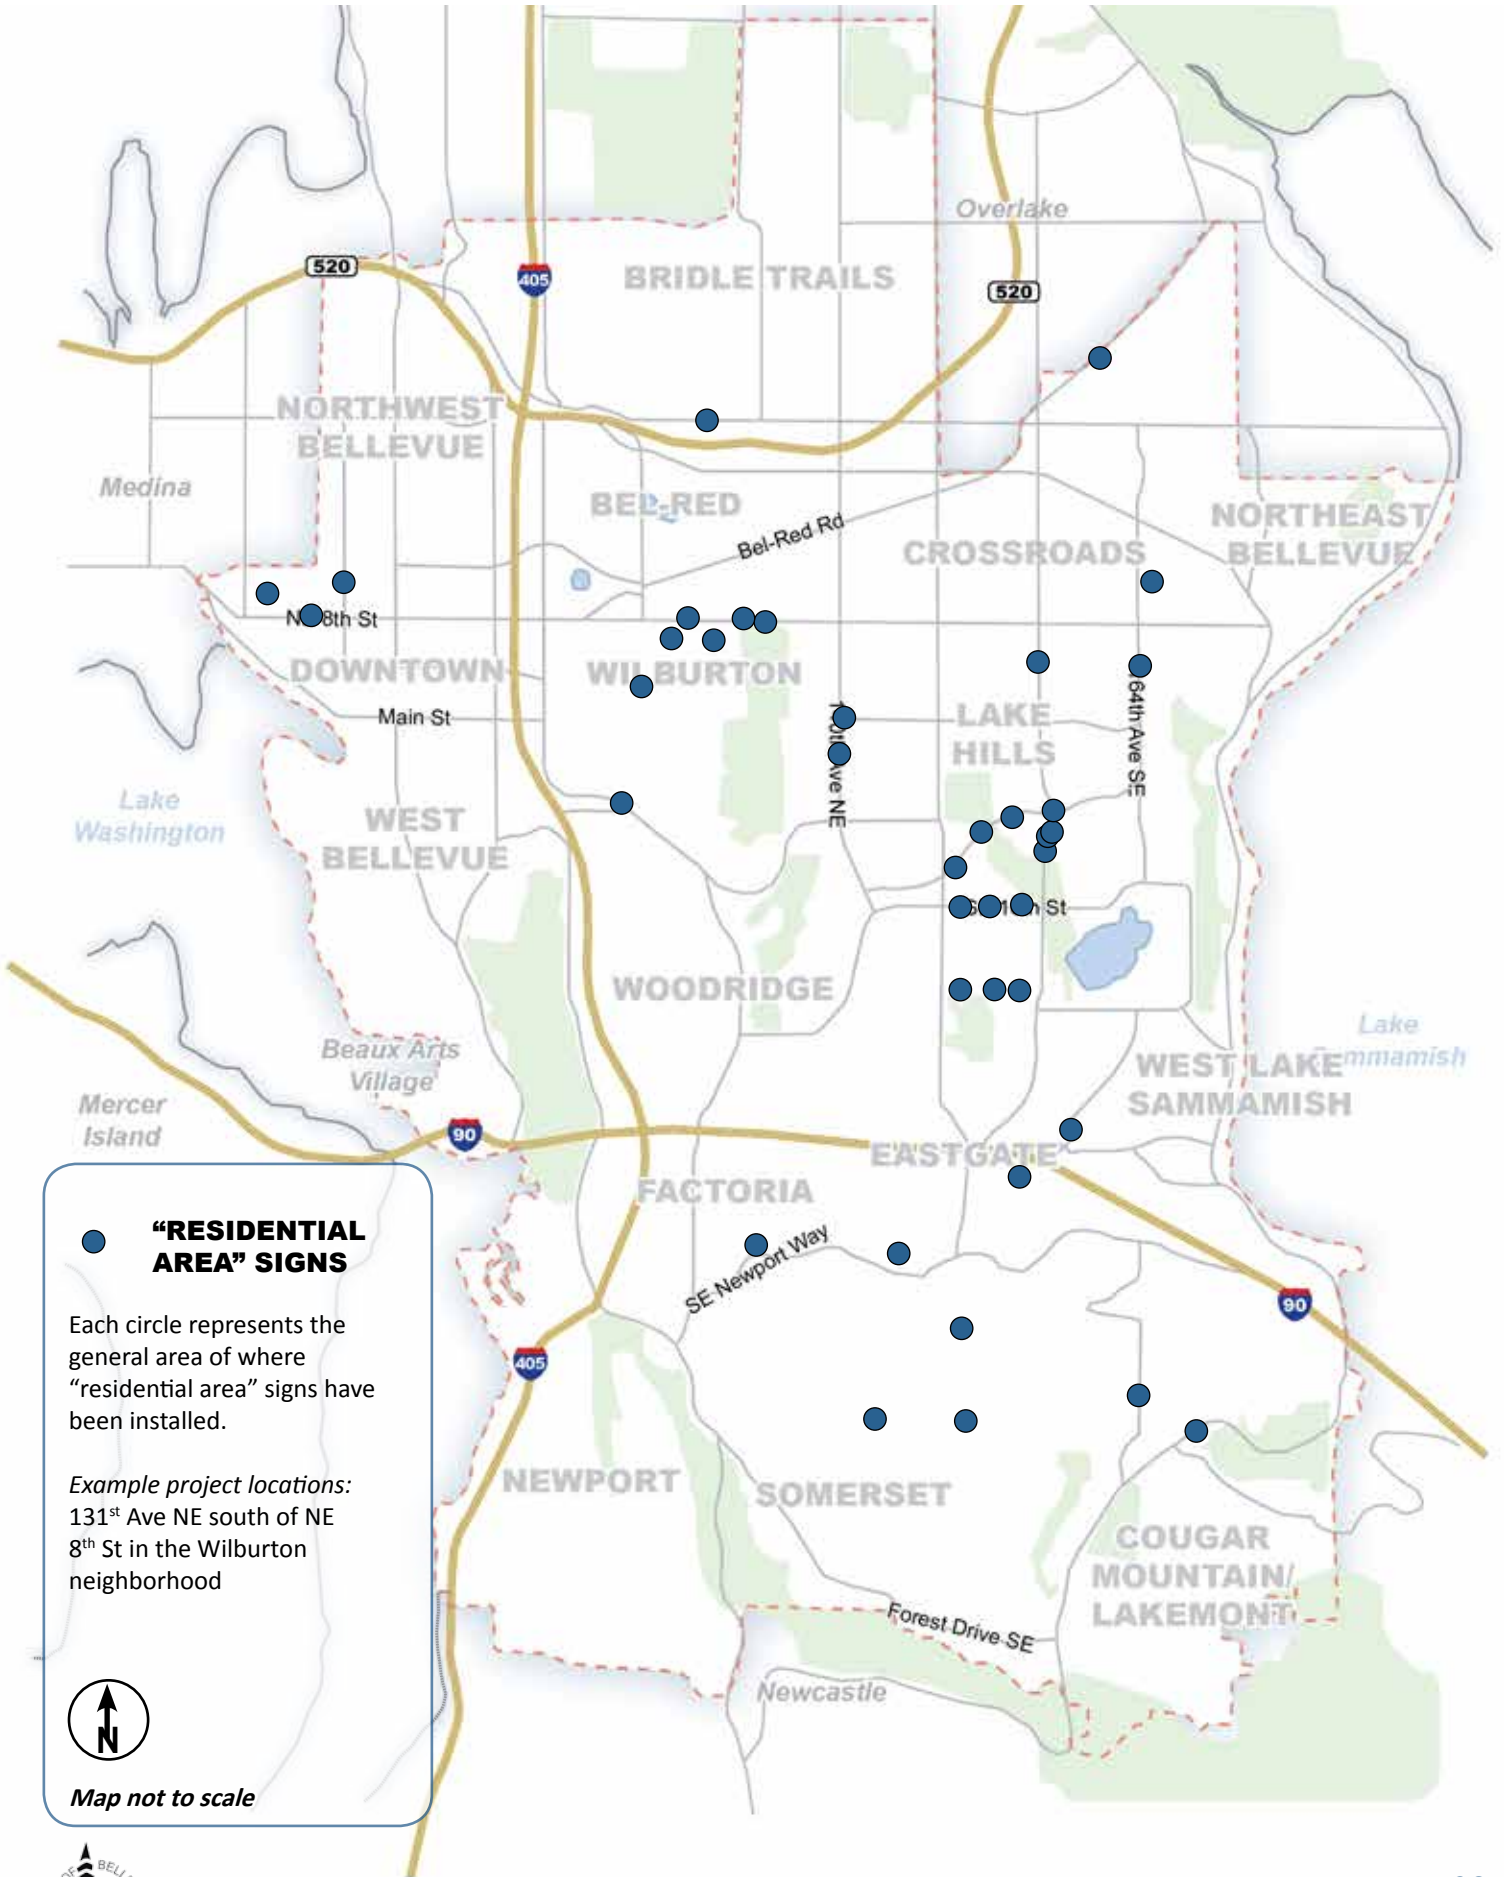 Overlake
520
405
BRIDLE TRAILS
520
NORTHWEST
BELLEVUE
Medina
BEL-RED
Bel-Red Rd
NORTHEAST
BELLEVUE
CROSSROADS
8th St
DOWNTOWN
WILBURTON
Main St
LAKE
HILLS
Ave NE
64th Ave SE
Lake
Washington
WEST
BELLEVUE
St
WOODRIDGE
Beaux Arts
Village
Lake
mmamish
WEST LAKE
SAMMAMISH
Mercer
Island
90
EASTGATE
FACTORIA
SE Newport Way
90
405
NEWPORT
SOMERSET
COUGAR
MOUNTAIN/
LAKEMONT
Forest Drive SE
Newcastle
“RESIDENTIAL
AREA” SIGNS
Each circle represents the
general area of where
“residential area” signs have
been installed.
Example project locations:
131st Ave NE south of NE
8th St in the Wilburton
neighborhood
N
Map not to scale
OF BELL